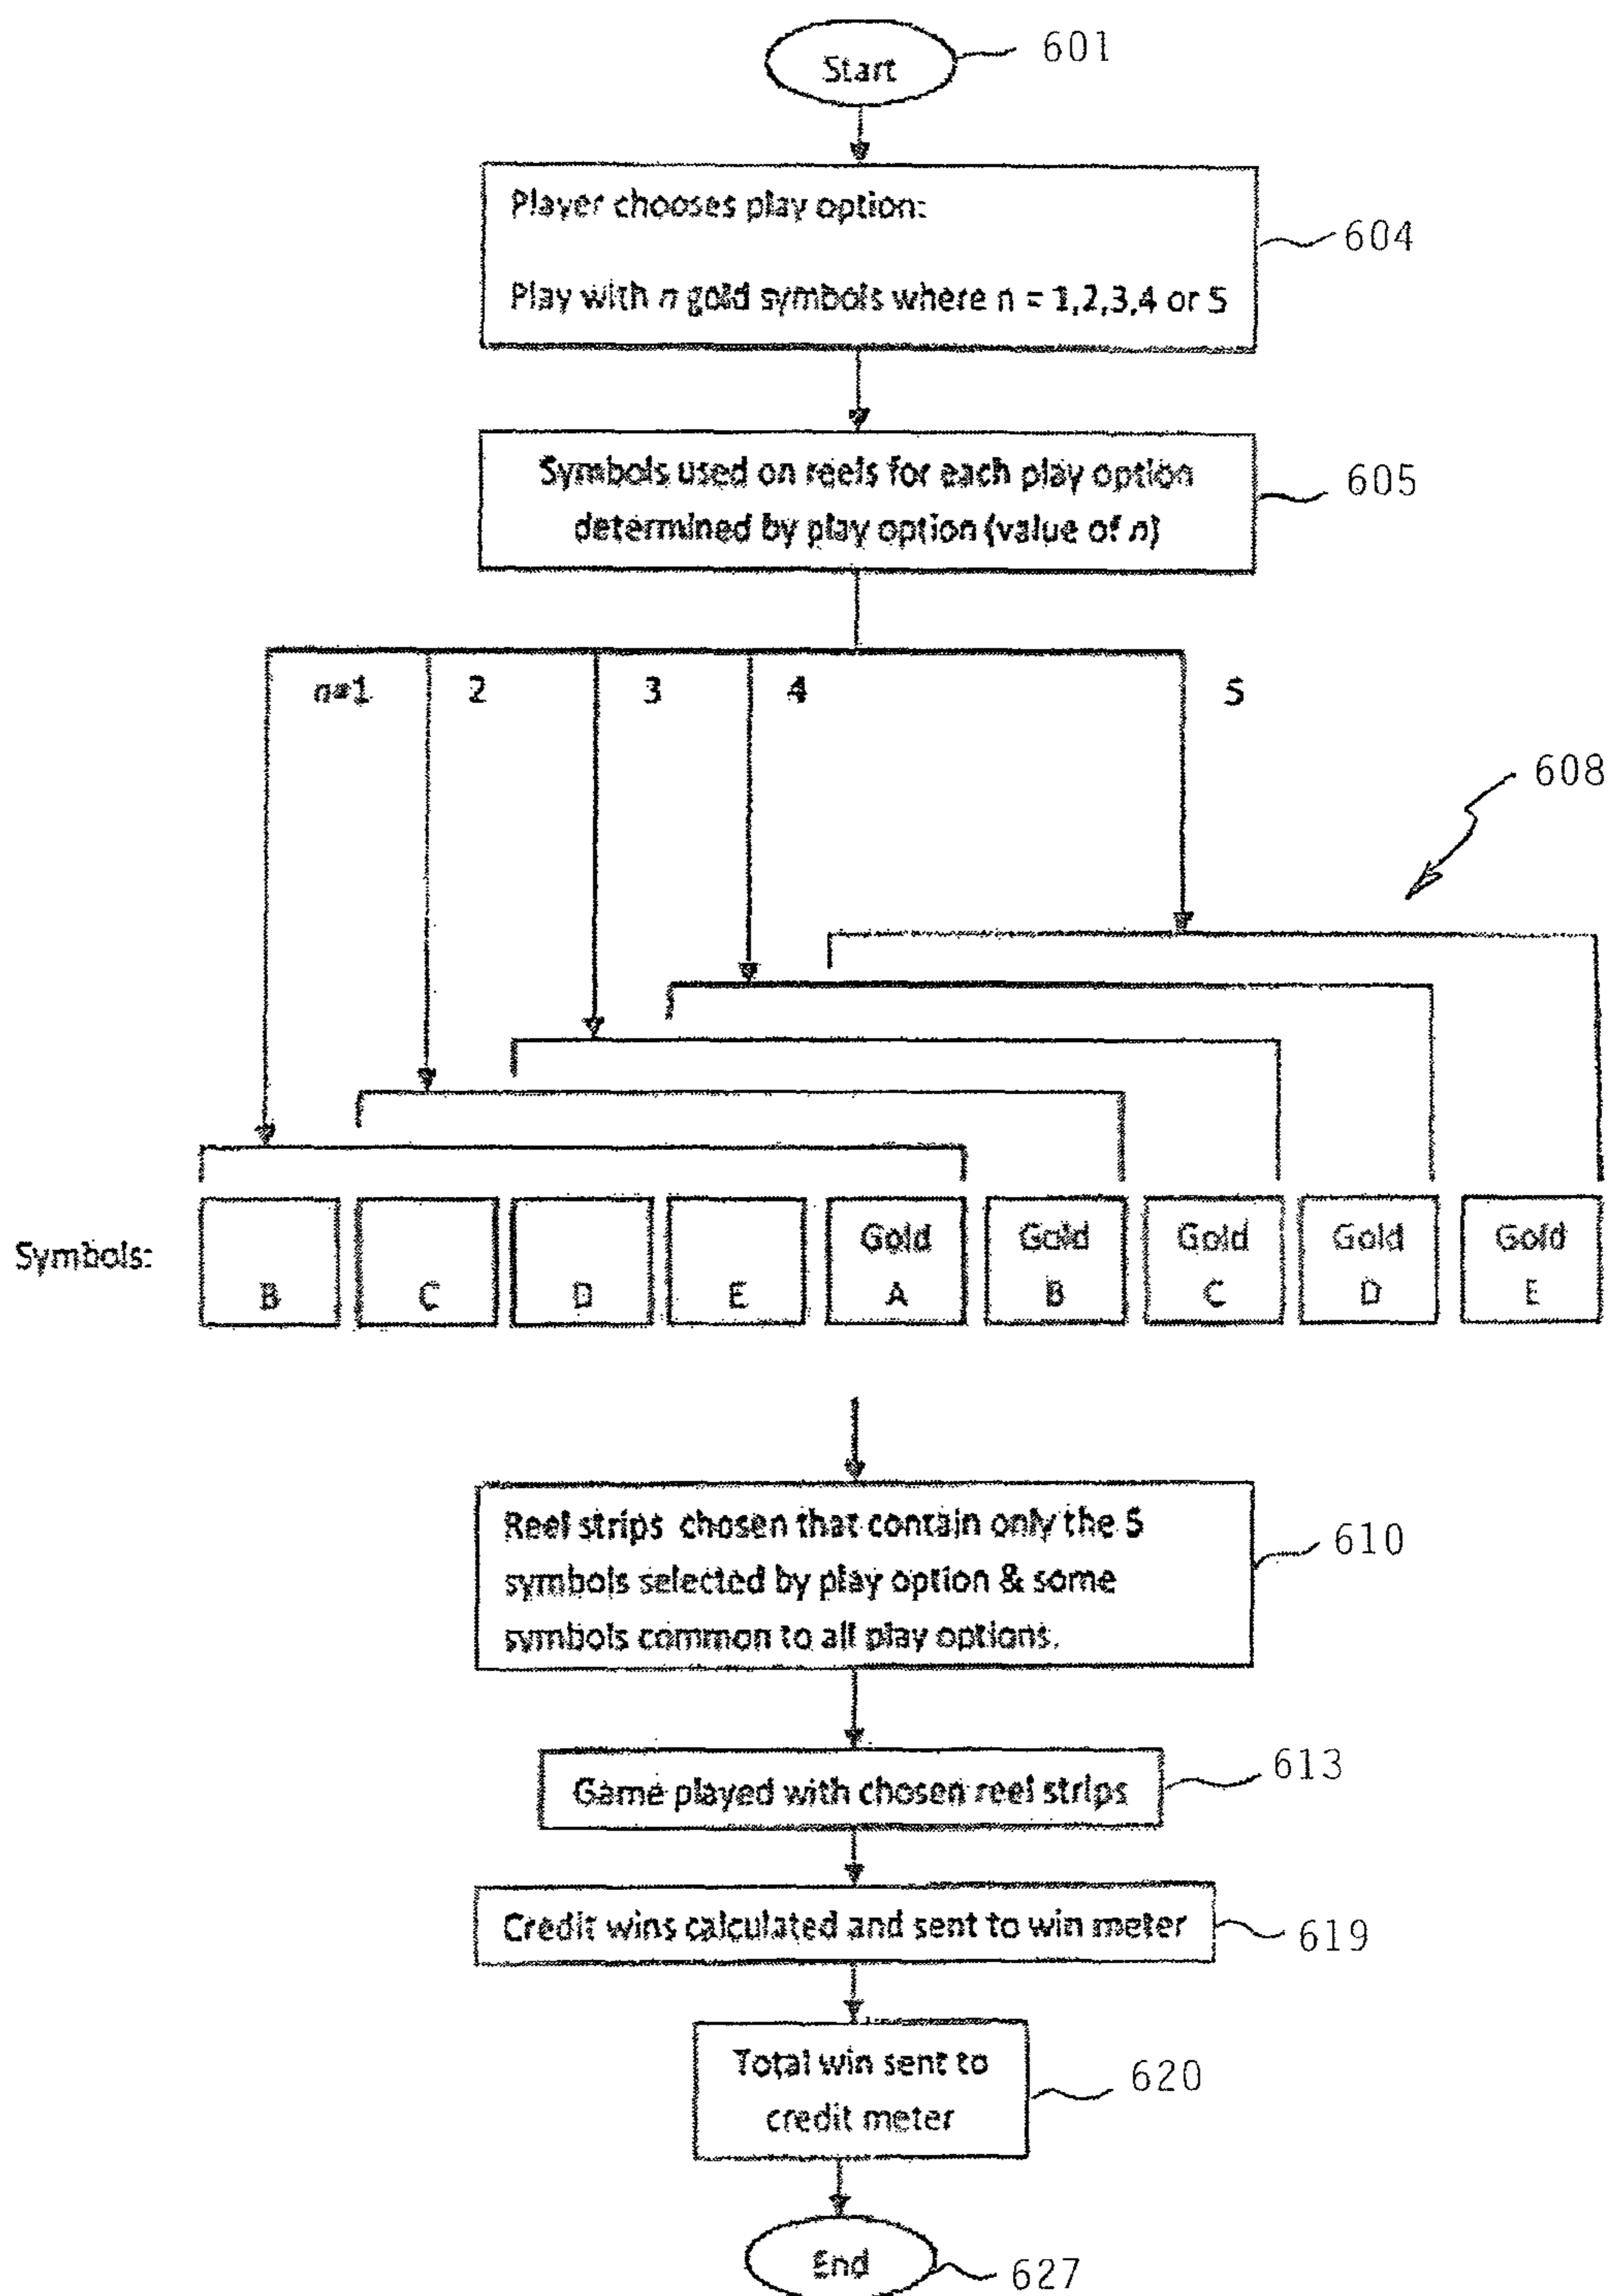 Start
601
Player chooses play option:
604
Play with n gold symbols where n = 1,2,3,4 or 5
Symbols used on reels for each play option
605
determined by play option (value of n)
n=1 2 3 4 5
608
Symbols:
Gold Gold Gold Gold Gold
B C D E A B C D E
Reel strips chosen that contain only the 5
610
symbols selected by play option & some
symbols common to all play options.
613
Game played with chosen reel strips
Credit wins calculated and sent to win meter
619
Total win sent to
620
credit meter
End
627